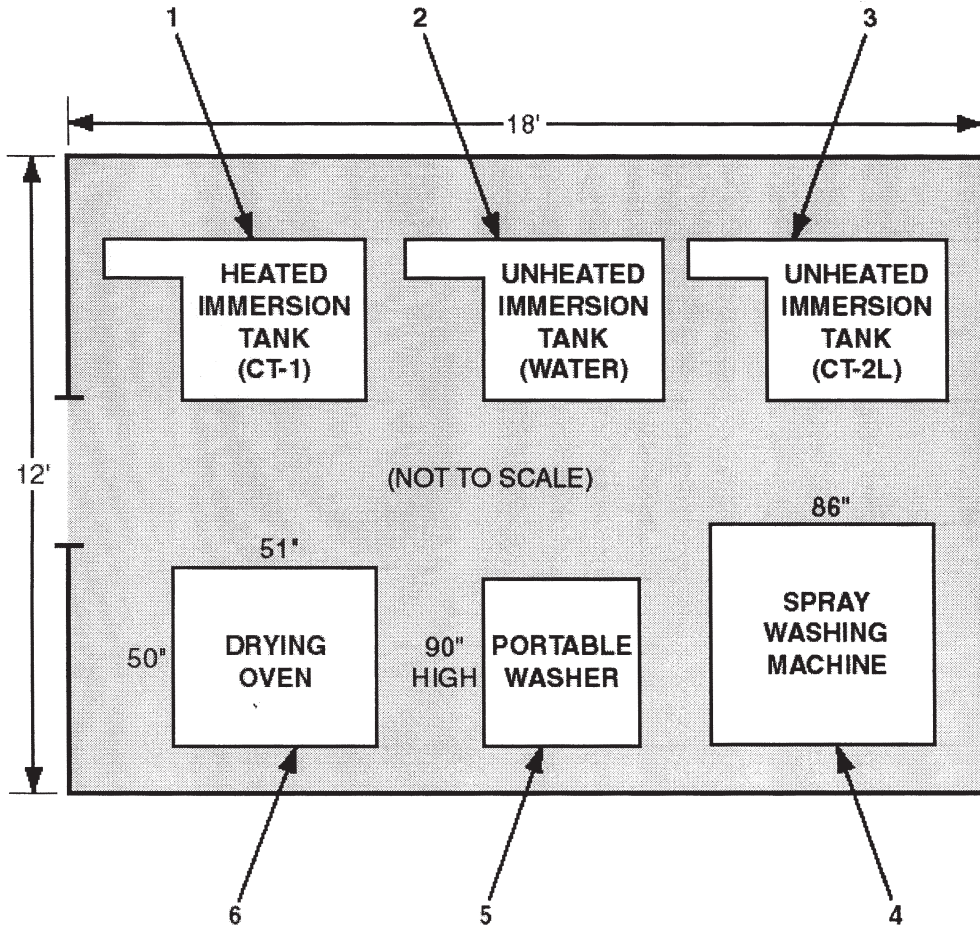 1
2
3
18'
HEATED
IMMERSION
TANK
(CT-1)
UNHEATED
IMMERSION
TANK
(WATER)
UNHEATED
IMMERSION
TANK
(CT-2L)
12'
(NOT TO SCALE)
51"
86"
50"
DRYING
OVEN
90"
HIGH
PORTABLE
WASHER
SPRAY
WASHING
MACHINE
6
5
4